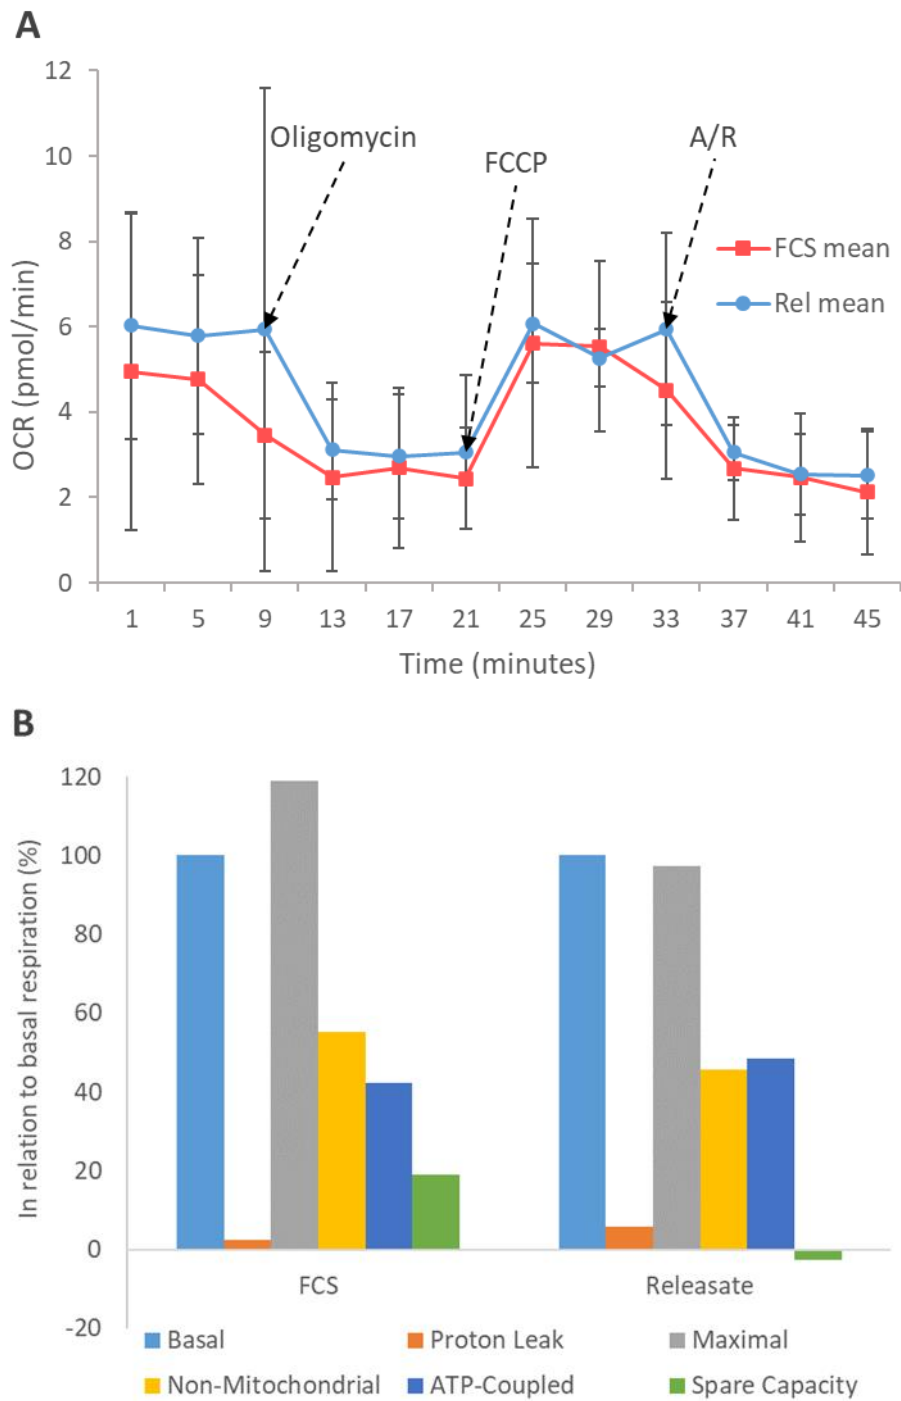 A
12
10
8
6
4
2
0
OCR (pmol/min)
Oligomycin
FCCP
A/R
FCS mean
Rel mean
1 5 9 13 17 21 25 29 33 37 41 45
Time (minutes)
B
120
100
80
60
40
20
0
-20
In relation to basal respiration (%)
FCS Releasate
Basal Proton Leak Maximal
Non-Mitochondrial ATP-Coupled Spare Capacity